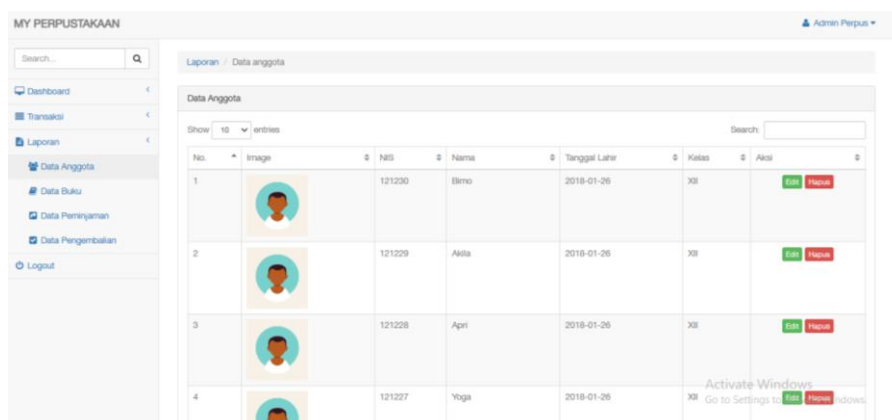 MY PERPUSTAKAAN
Admin Perpus
Search...
Dashboard
Transaksi
Laporan
Data Anggota
Data Buku
Data Peminjaman
Data Pengembalian
Logout
Laporan / Data anggota
Data Anggota
Show 10 entries
Search:
No. Image NIS Nama Tanggal Lahir Kelas Aksi
1 121230 Bimo 2018-01-26 XII Edit Hapus
2 121229 Akila 2018-01-26 XII Edit Hapus
3 121228 Apri 2018-01-26 XII Edit Hapus
4 121227 Yoga 2018-01-26 XII Edit Hapus
Activate Windows
Go to Settings to Windows.